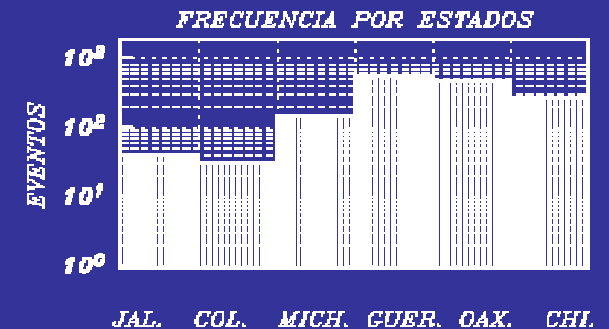 FRECUENCIA POR ESTADOS
10³
10²
EVENTOS
10¹
10⁰
JAL. COL. MICH. GUER. OAX. CHI.